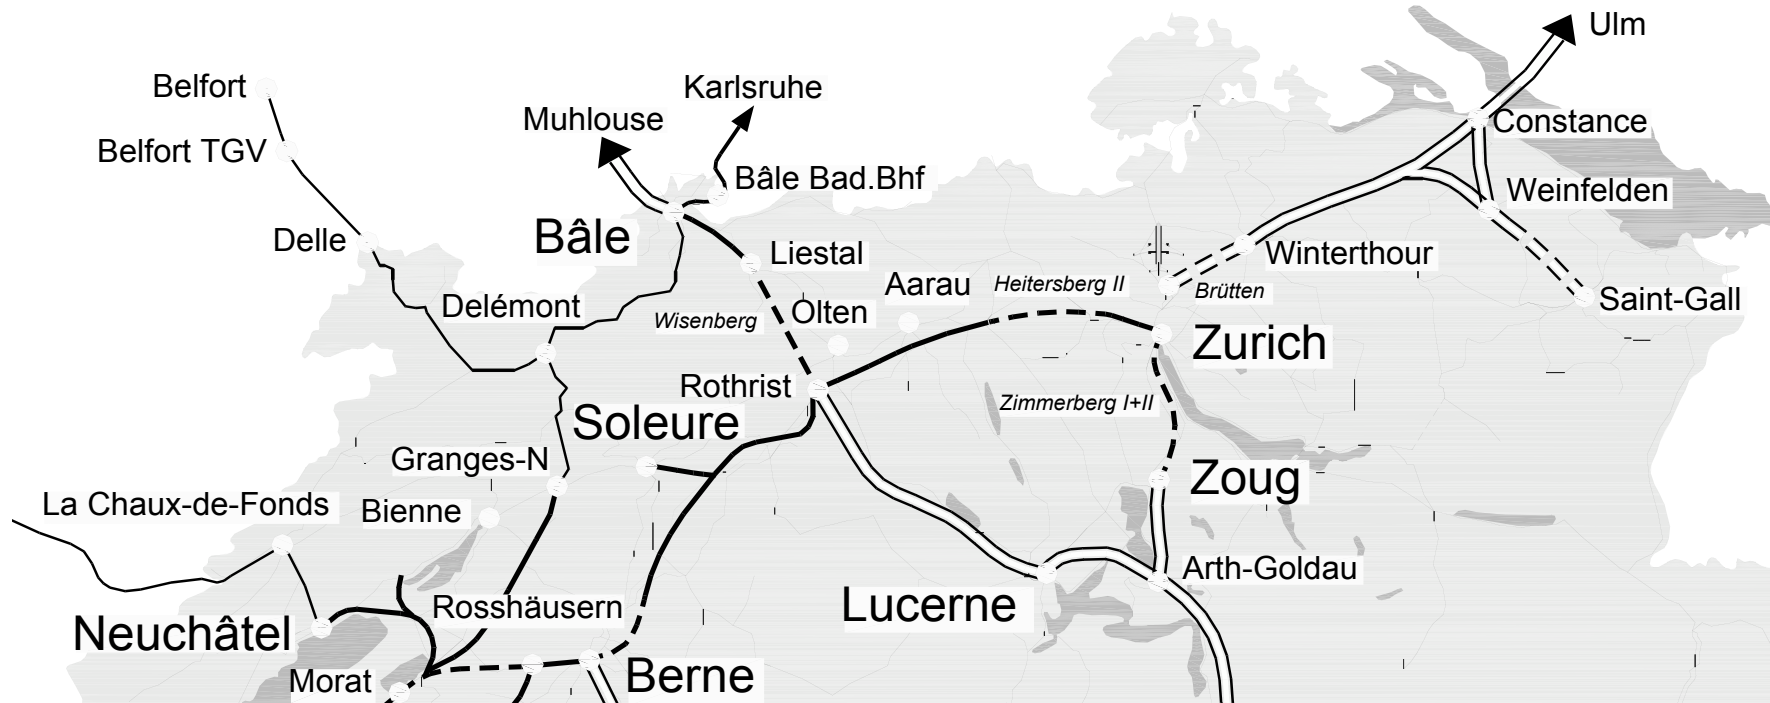 Ulm
Belfort
Karlsruhe
Muhlouse
Constance
Belfort TGV
Bâle Bad.Bhf
Weinfelden
Delle
Bâle
Liestal
Winterthour
Aarau
Heitersberg II
Brütten
Saint-Gall
Delémont
Wisenberg
Olten
Zurich
Rothrist
Zimmerberg I+II
Soleure
Granges-N
Zoug
La Chaux-de-Fonds
Bienne
Arth-Goldau
Rosshäusern
Lucerne
Neuchâtel
Morat
Berne